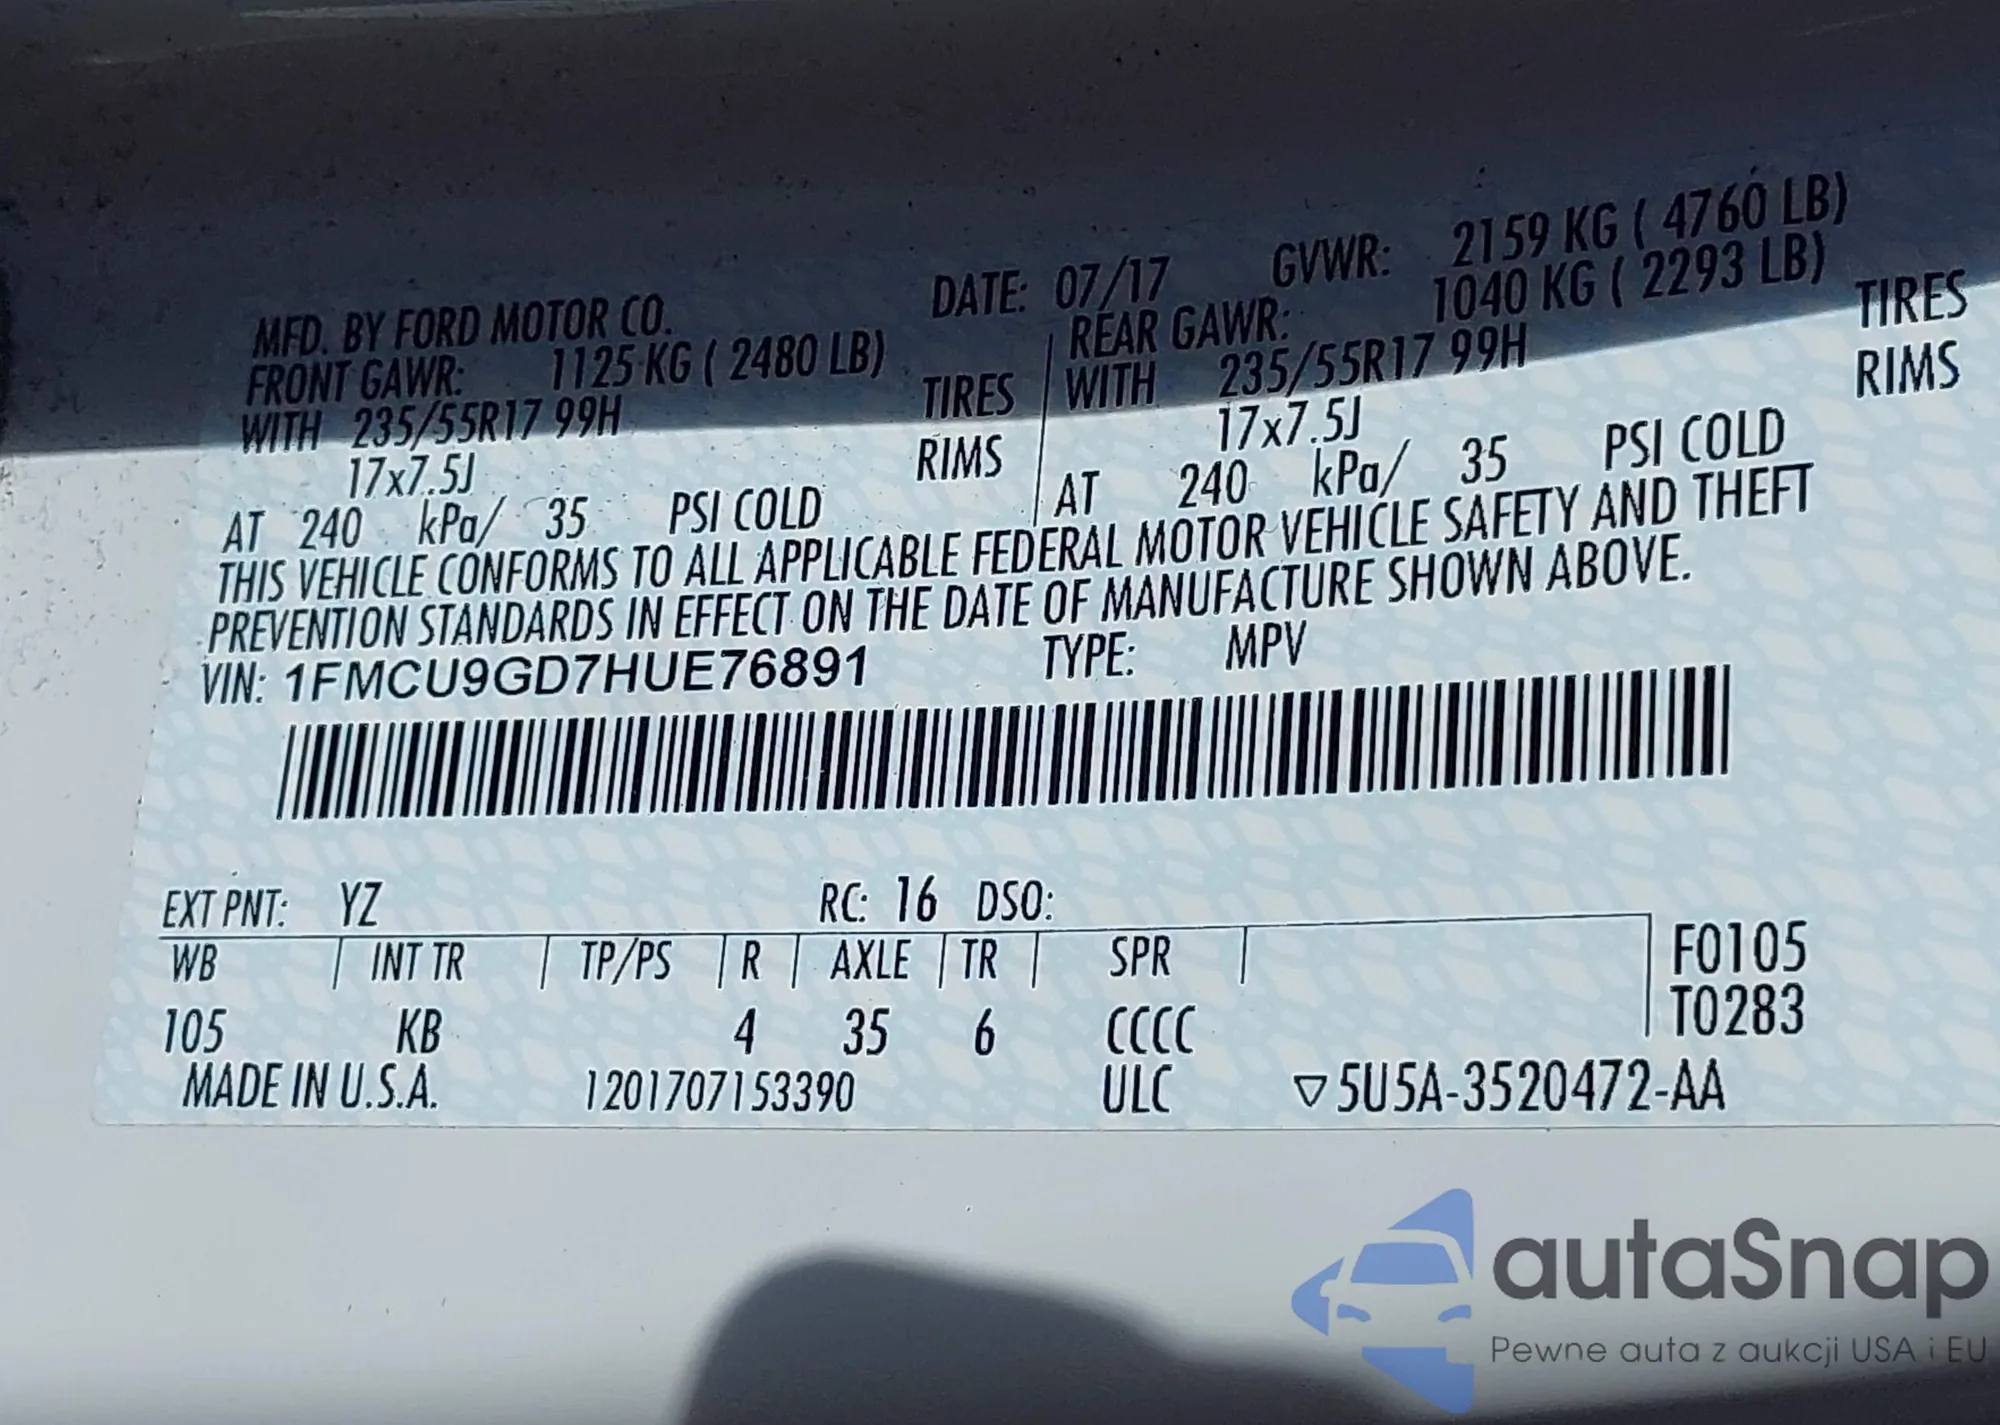 MFD. BY FORD MOTOR CO. DATE: 07/17 GVWR: 2159 KG ( 4760 LB)
FRONT GAWR: 1125 KG ( 2480 LB) REAR GAWR: 1040 KG ( 2293 LB)
WITH 235/55R17 99H TIRES WITH 235/55R17 99H TIRES
17x7.5J RIMS 17x7.5J RIMS
AT 240 kPa/ 35 PSI COLD AT 240 kPa/ 35 PSI COLD
THIS VEHICLE CONFORMS TO ALL APPLICABLE FEDERAL MOTOR VEHICLE SAFETY AND THEFT
PREVENTION STANDARDS IN EFFECT ON THE DATE OF MANUFACTURE SHOWN ABOVE.
VIN: 1FMCU9GD7HUE76891 TYPE: MPV
EXT PNT: YZ RC: 16 DSO:
WB INT TR TP/PS R AXLE TR SPR F0105
105 KB 4 35 6 CCCC T0283
MADE IN U.S.A. 1201707153390 ULC ▽5U5A-3520472-AA
autaSnap
Pewne auta z aukcji USA i EU